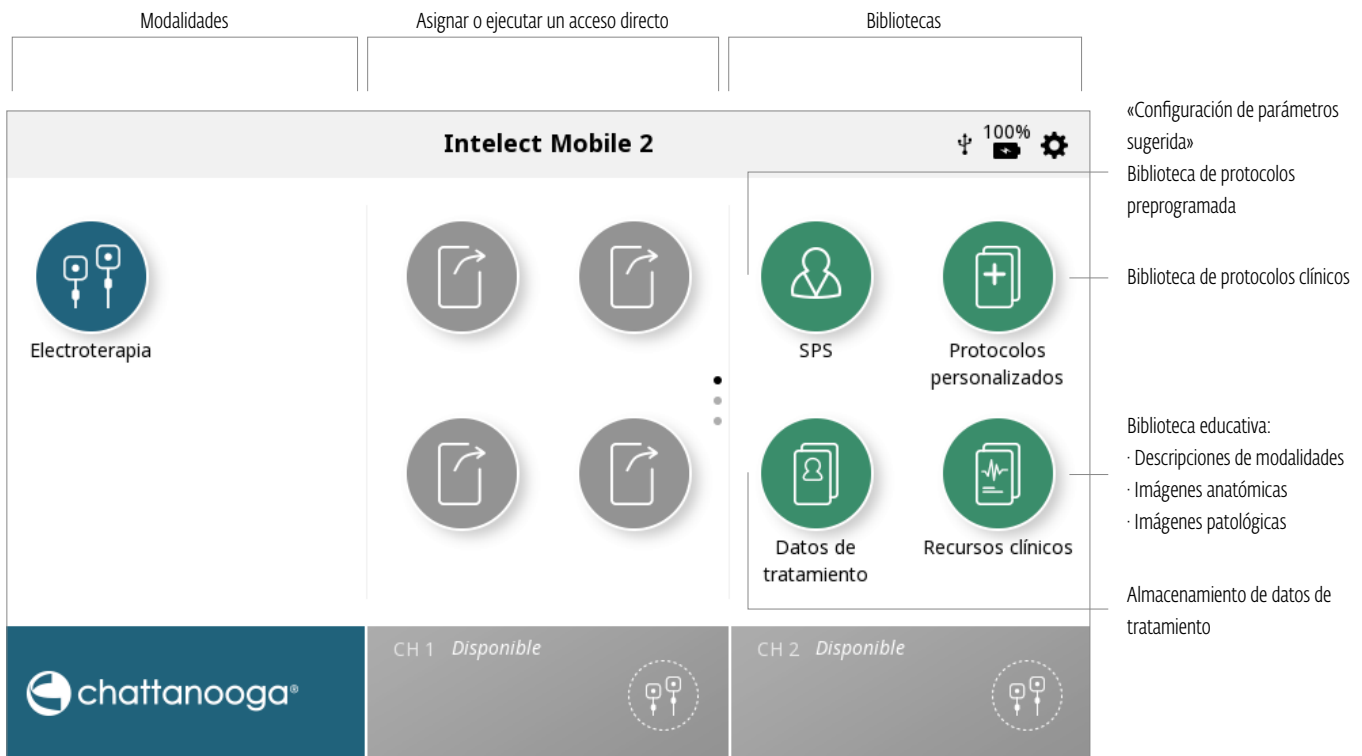 Modalidades
Asignar o ejecutar un acceso directo
Bibliotecas
Intelect Mobile 2
100%
«Configuración de parámetros
sugerida»
Biblioteca de protocolos
preprogramada
Biblioteca de protocolos clínicos
Electroterapia
SPS
Protocolos
personalizados
Biblioteca educativa:
· Descripciones de modalidades
· Imágenes anatómicas
· Imágenes patológicas
Datos de
tratamiento
Recursos clínicos
Almacenamiento de datos de
tratamiento
chattanooga®
CH 1 Disponible
CH 2 Disponible